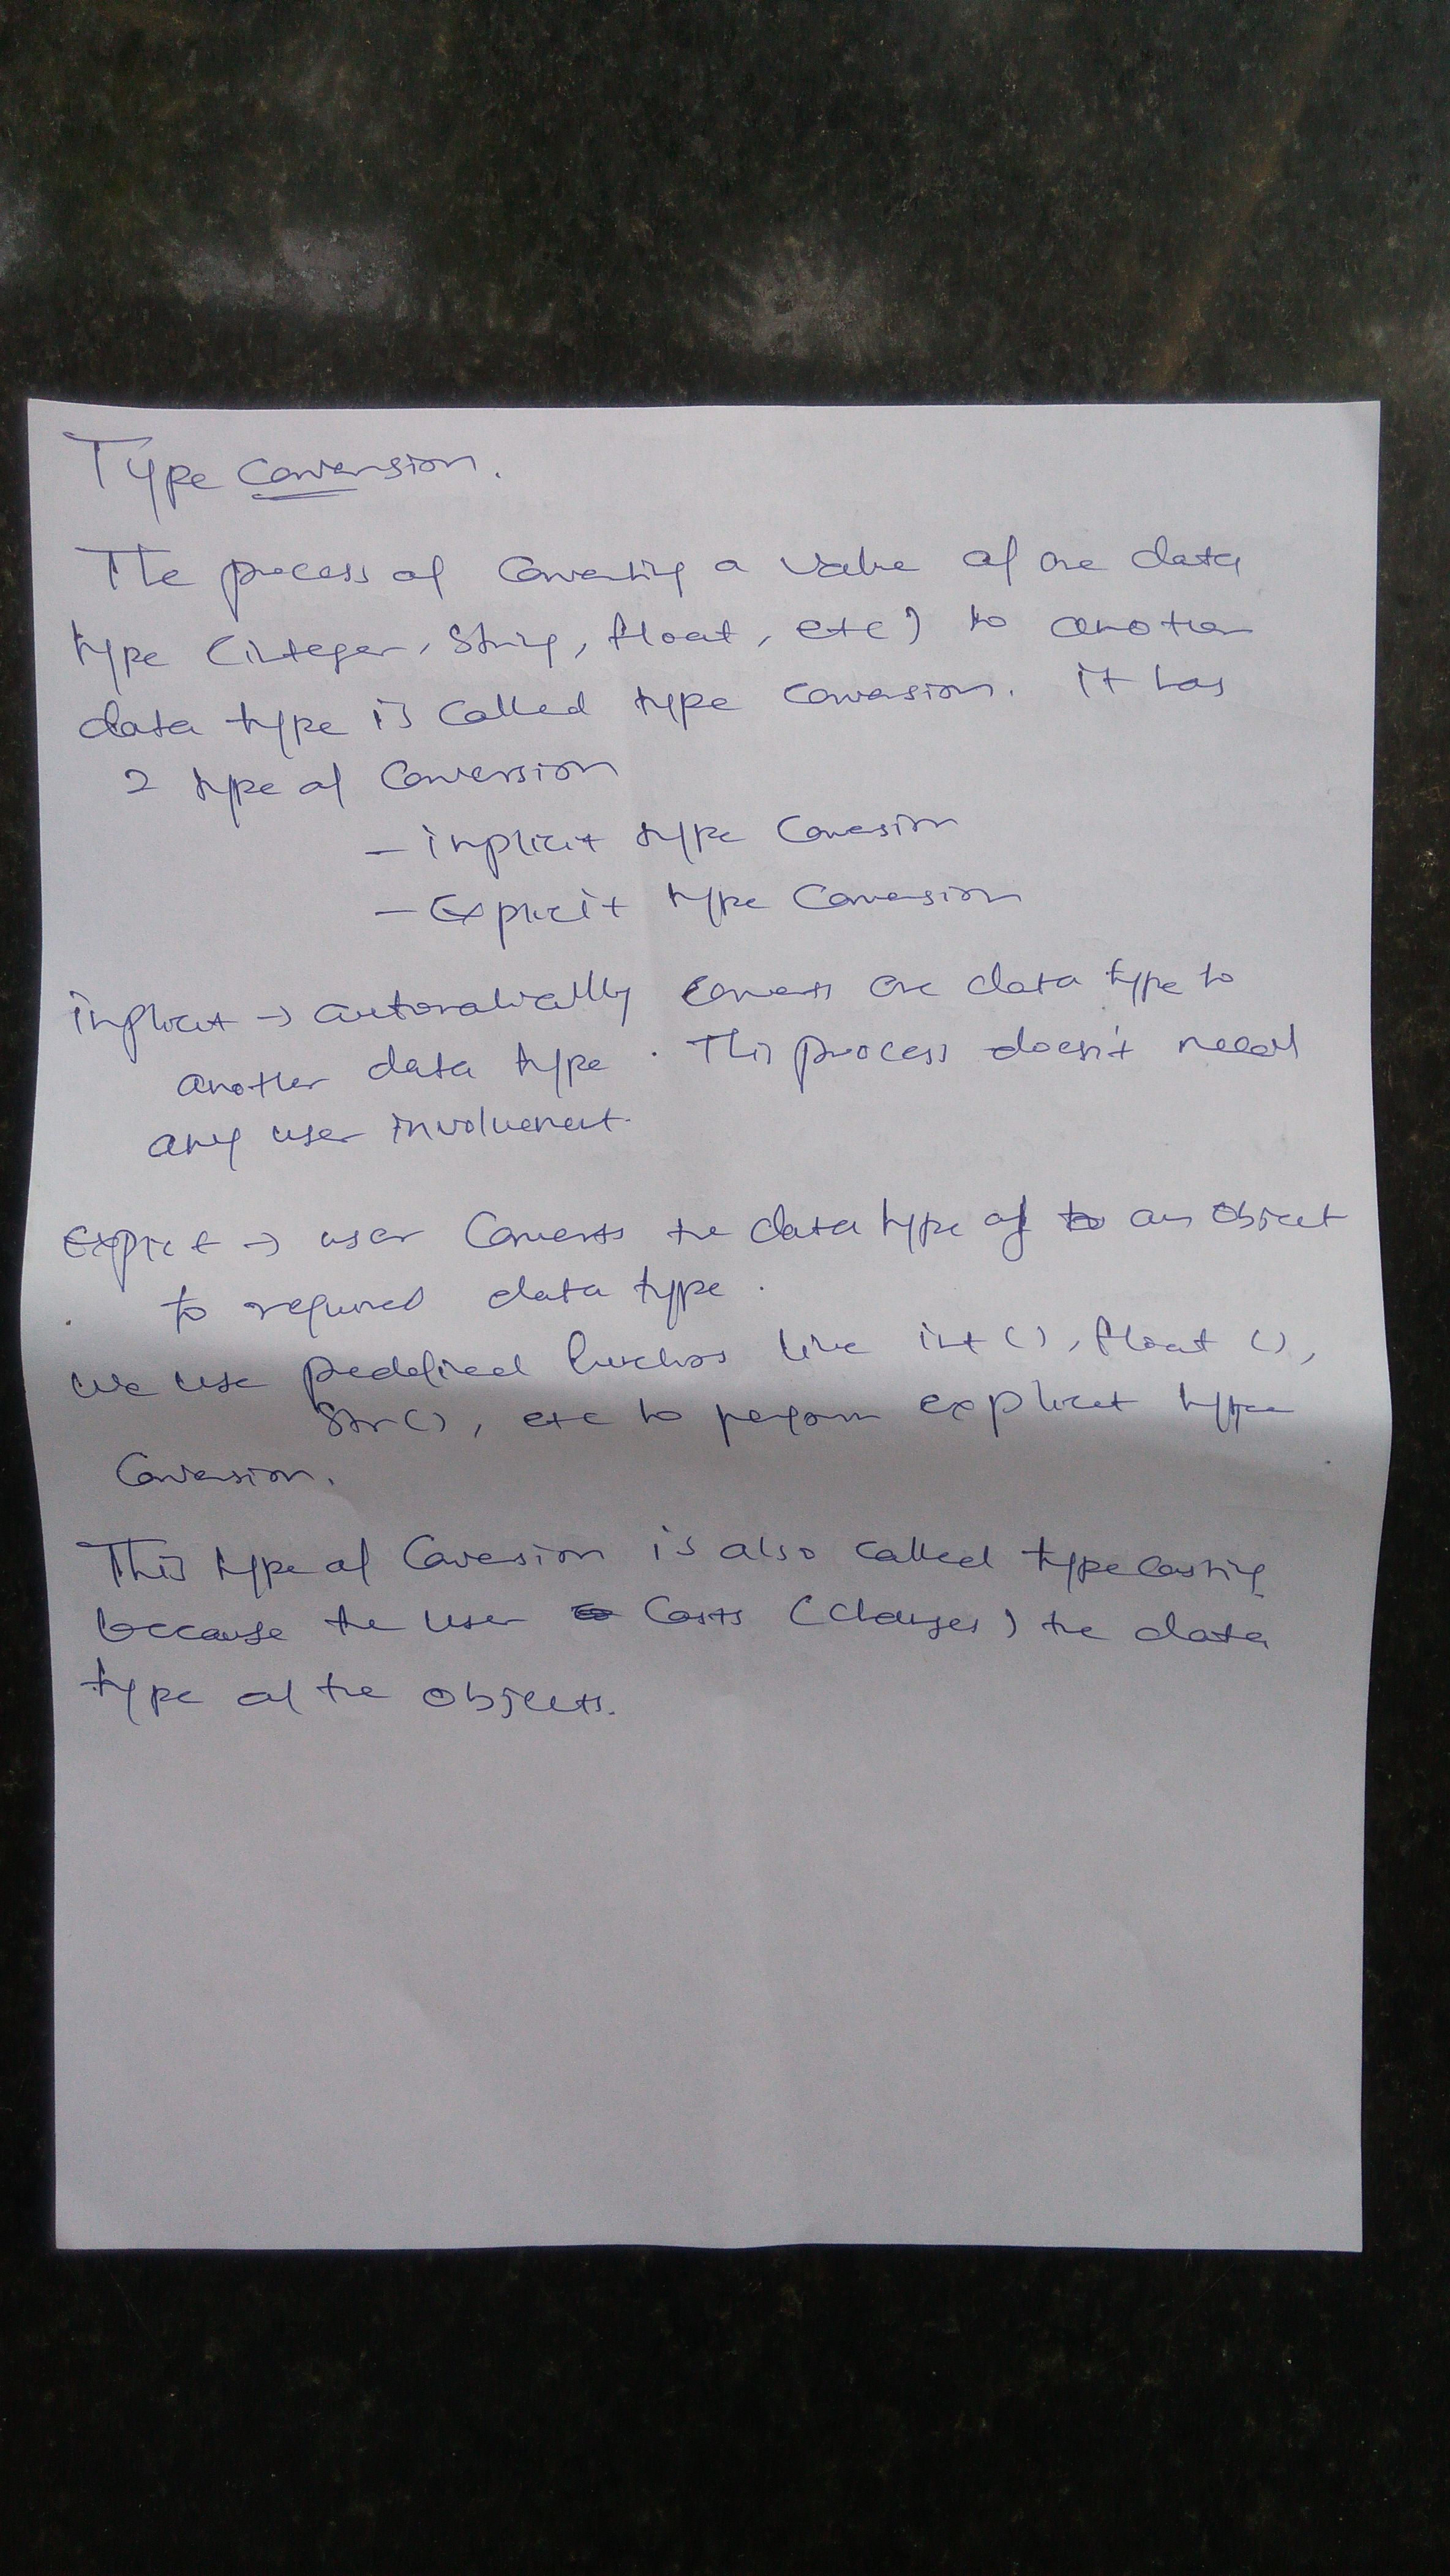 Type Conversion.
The process of Converting a value of one data
type (integer, String, float, etc) to another
data type is called type conversion. it has
2 type of Conversion
- implicit type Conversion
- Explicit type Conversion
implicit → automatically Converts one data type to
another data type. This process doesn't need
any user involvement.
Explicit → user Converts the data type of an object
to required data type.
we use predefined functions like int(), float(),
Str(), etc to perform explicit type
Conversion.
This type of Conversion is also called typecasting
because the user Casts (changes) the data
type of the objects.